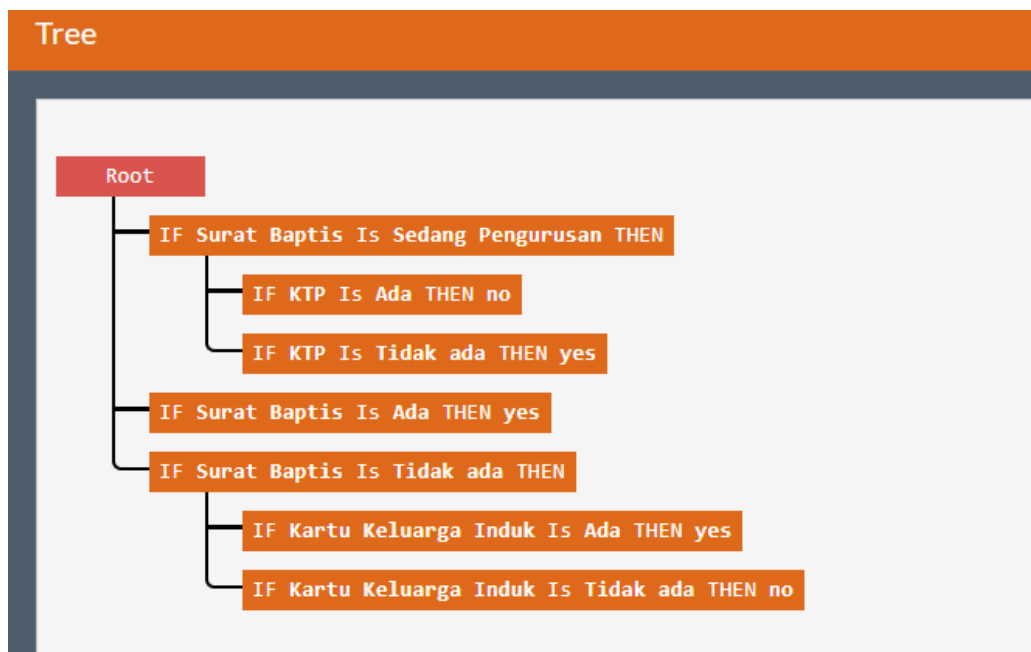 Tree
Root
IF Surat Baptis Is Sedang Pengurusan THEN
IF KTP Is Ada THEN no
IF KTP Is Tidak ada THEN yes
IF Surat Baptis Is Ada THEN yes
IF Surat Baptis Is Tidak ada THEN
IF Kartu Keluarga Induk Is Ada THEN yes
IF Kartu Keluarga Induk Is Tidak ada THEN no